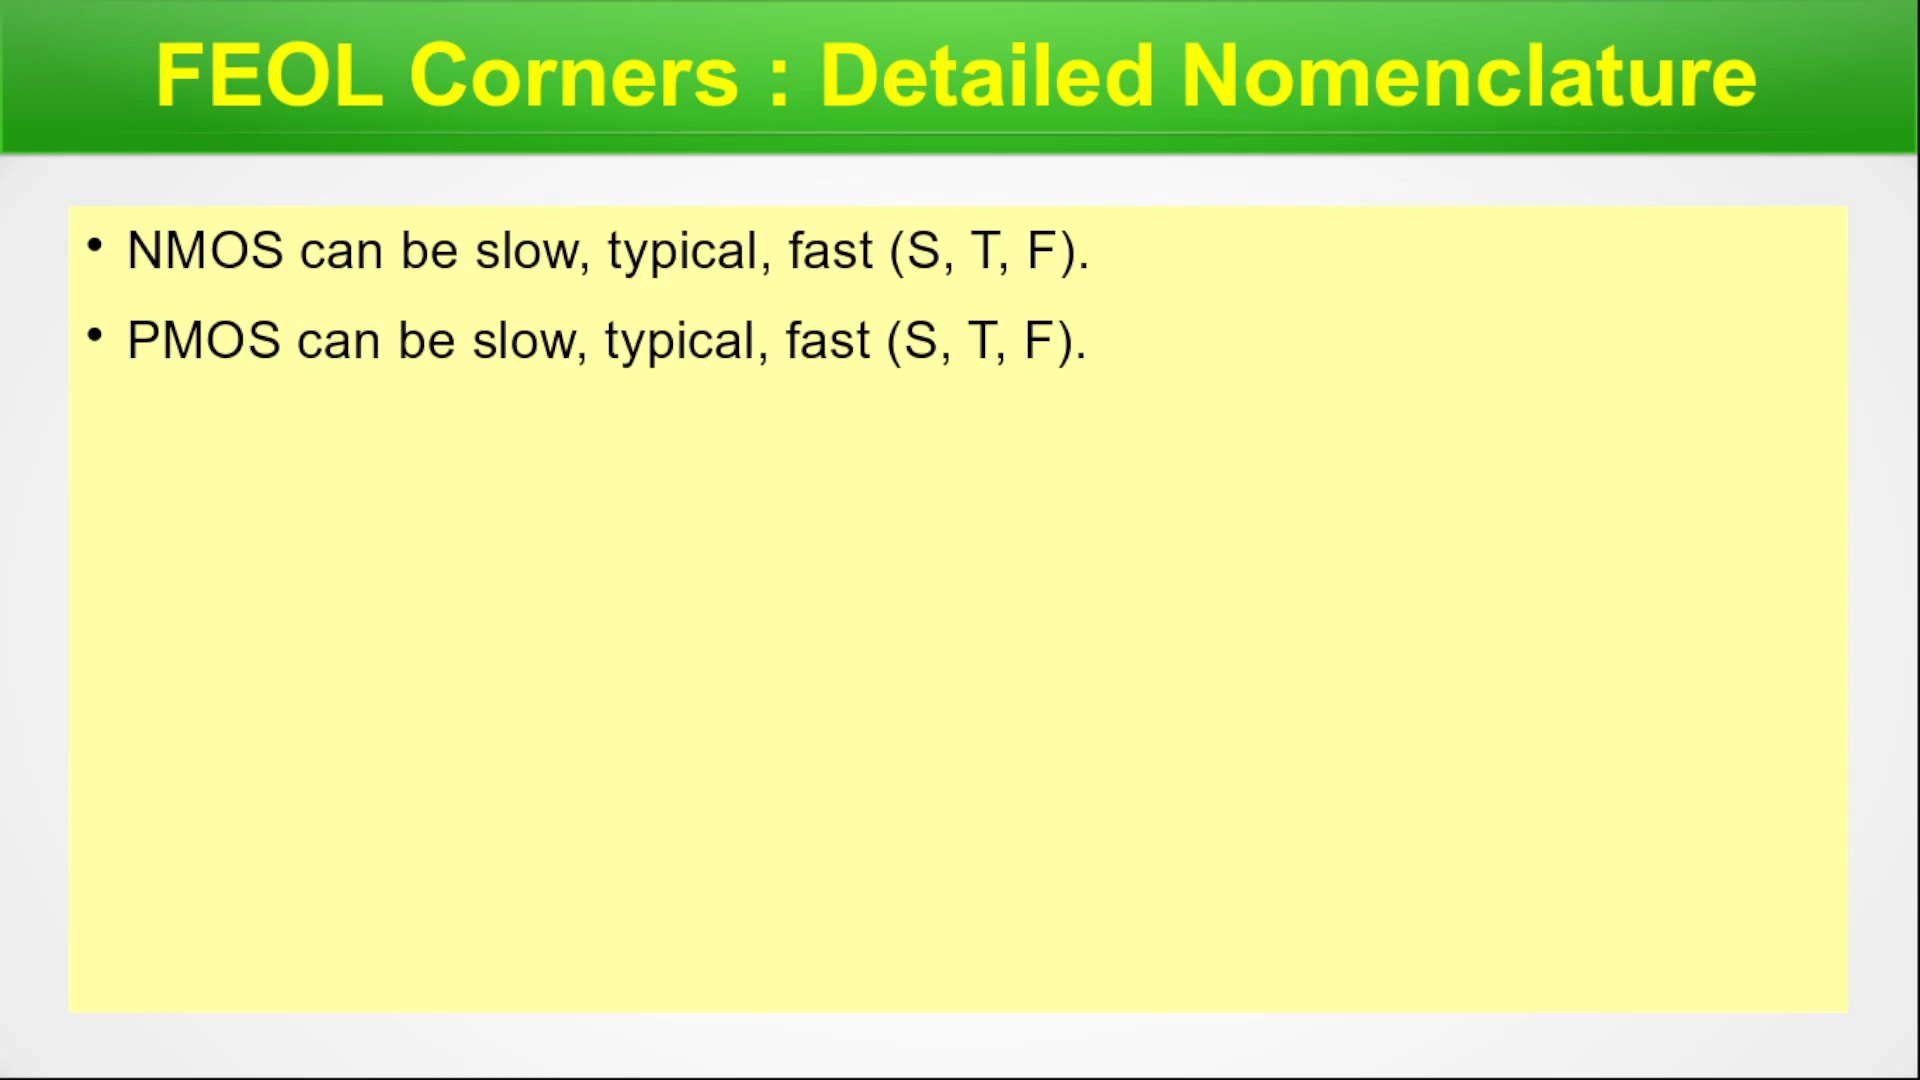 FEOL Corners : Detailed Nomenclature
• NMOS can be slow, typical, fast (S, T, F).
• PMOS can be slow, typical, fast (S, T, F).